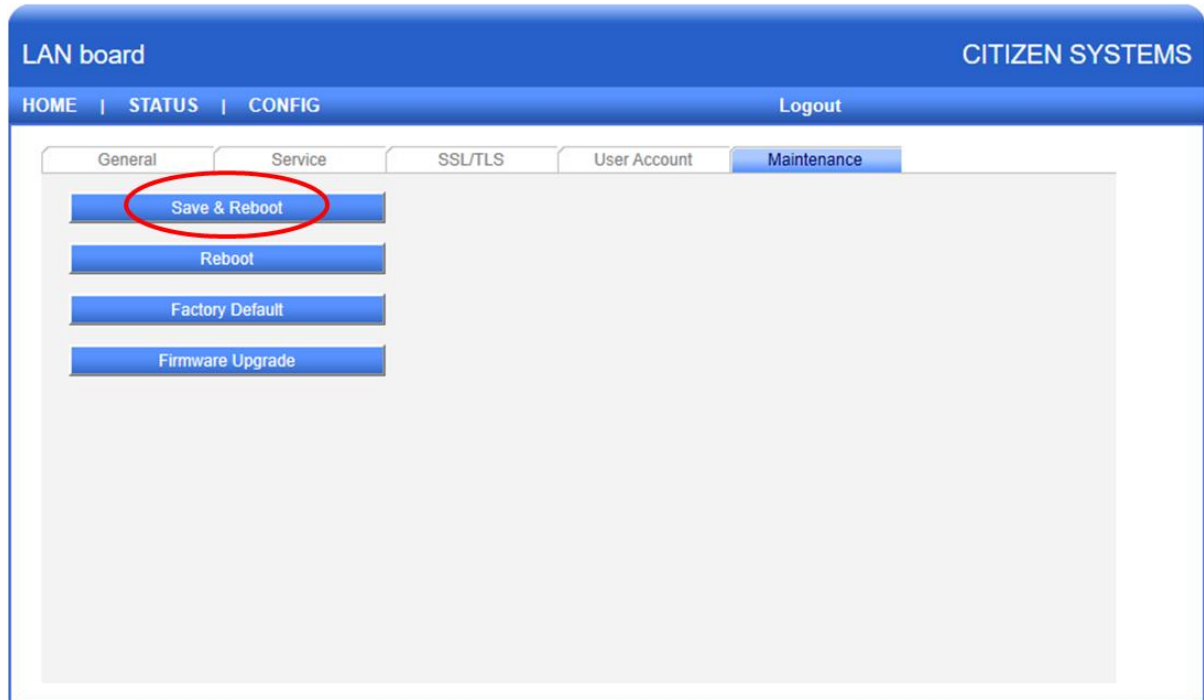 LAN board CITIZEN SYSTEMS
HOME | STATUS | CONFIG Logout
General Service SSL/TLS User Account Maintenance
Save & Reboot
Reboot
Factory Default
Firmware Upgrade